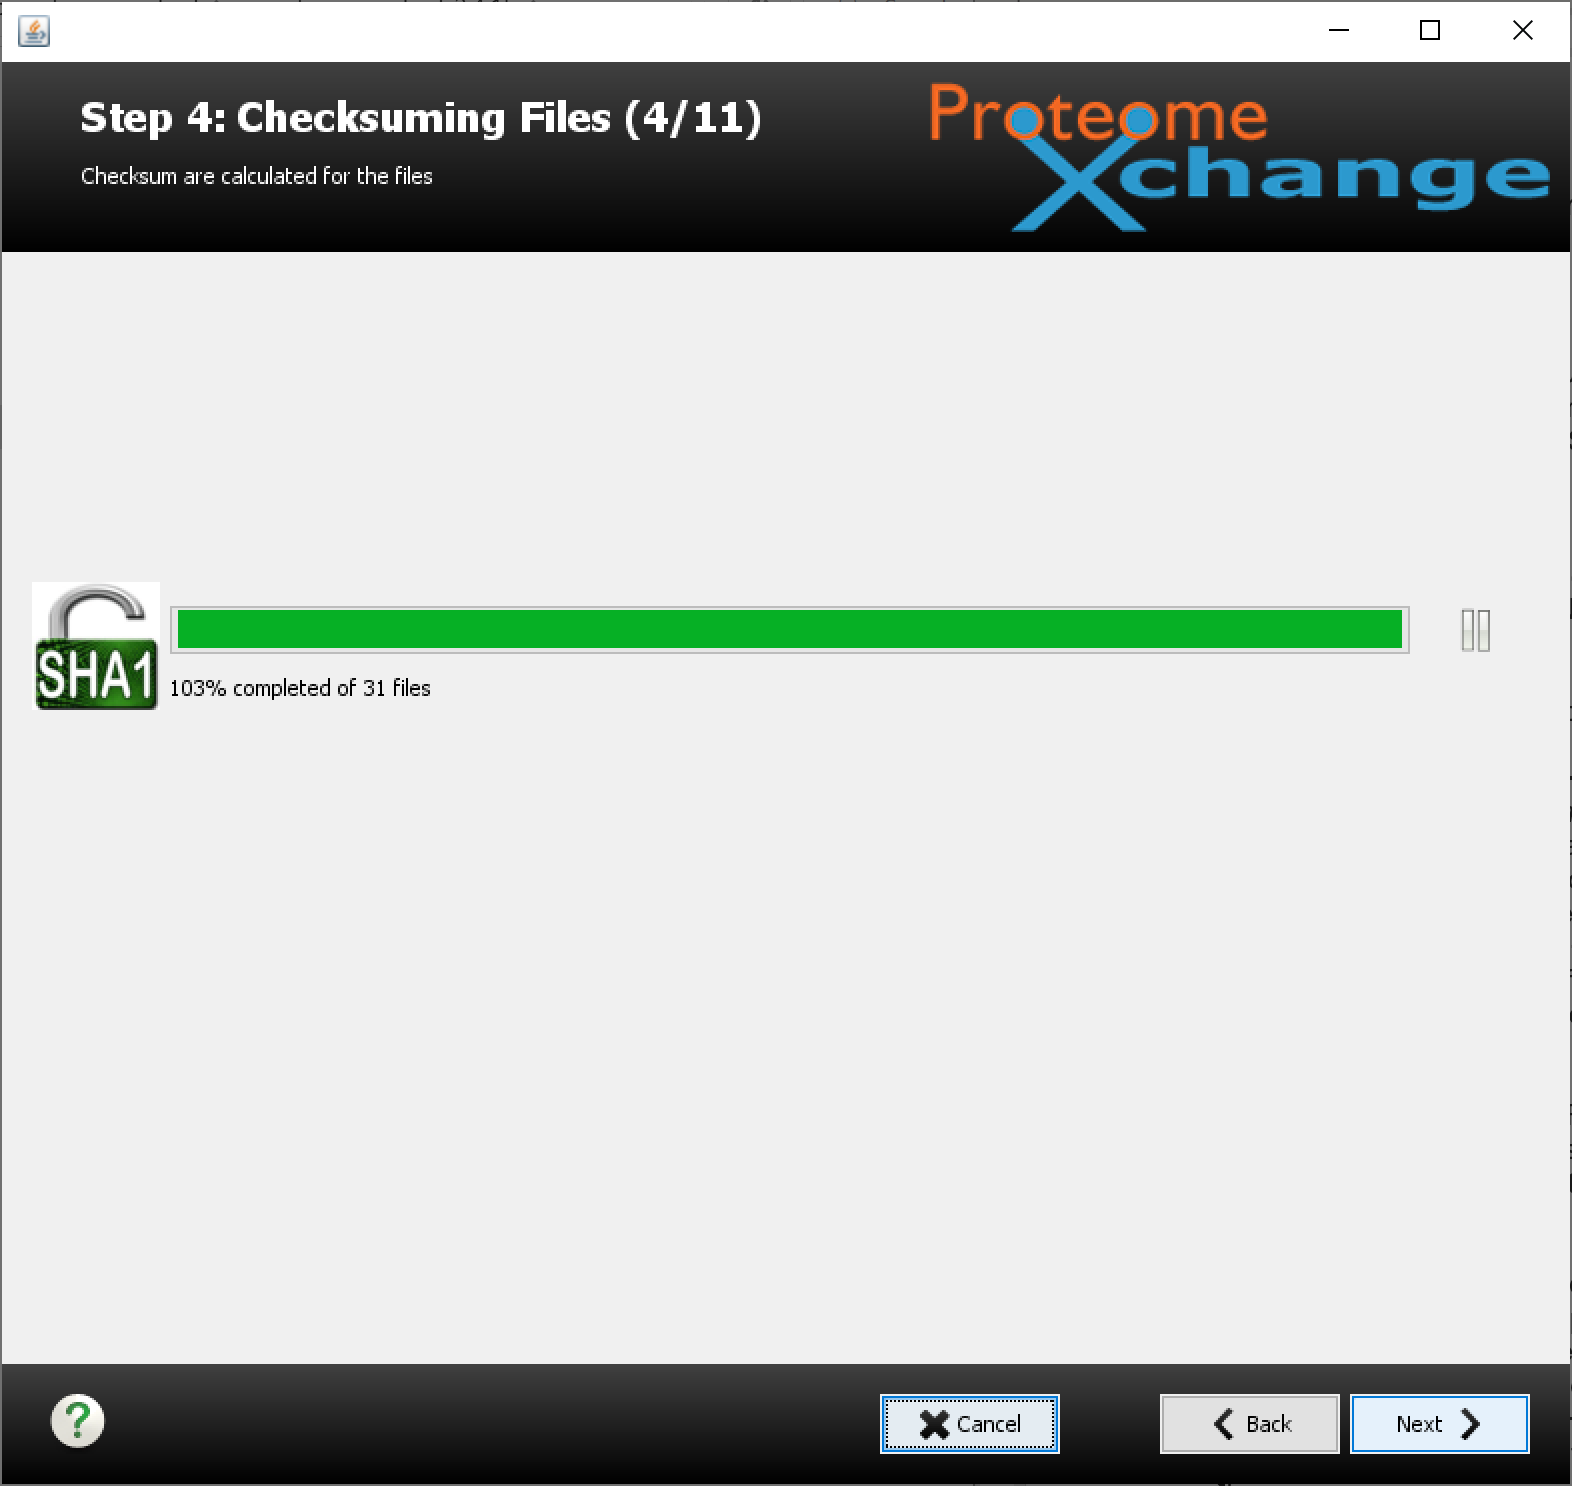 Step 4: Checksuming Files (4/11)
Checksum are calculated for the files
Proteome
Xchange
SHA1
103% completed of 31 files
?
Cancel
Back
Next